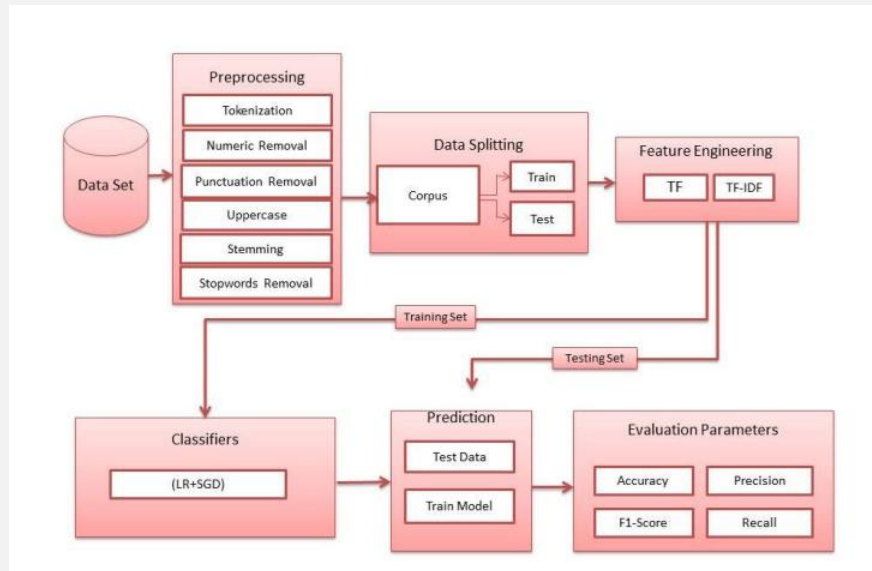 Data Set
Preprocessing
Tokenization
Numeric Removal
Punctuation Removal
Uppercase
Stemming
Stopwords Removal
Data Splitting
Corpus
Train
Test
Feature Engineering
TF
TF-IDF
Training Set
Testing Set
Classifiers
(LR+SGD)
Prediction
Test Data
Train Model
Evaluation Parameters
Accuracy
Precision
F1-Score
Recall